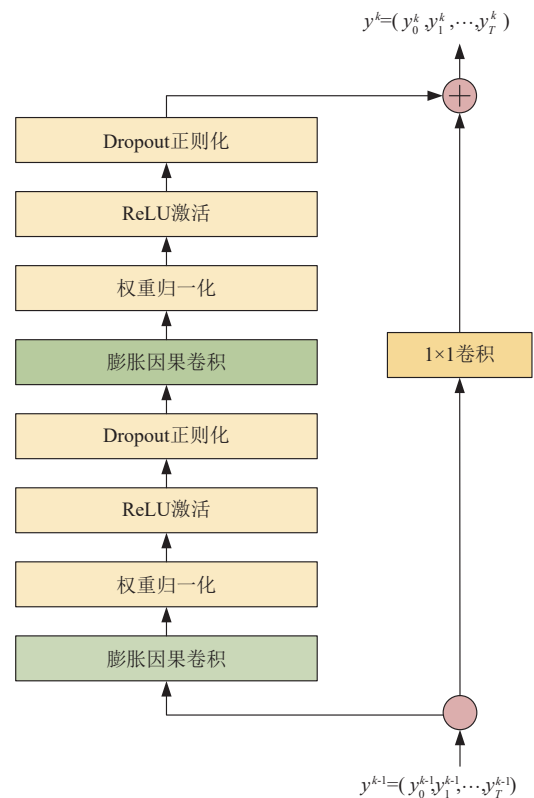 y^k=(y_0^k,y_1^k,⋯,y_T^k)
Dropout正则化
ReLU激活
权重归一化
膨胀因果卷积
1×1卷积
Dropout正则化
ReLU激活
权重归一化
膨胀因果卷积
y^{k-1}=(y_0^{k-1},y_1^{k-1},⋯,y_T^{k-1})